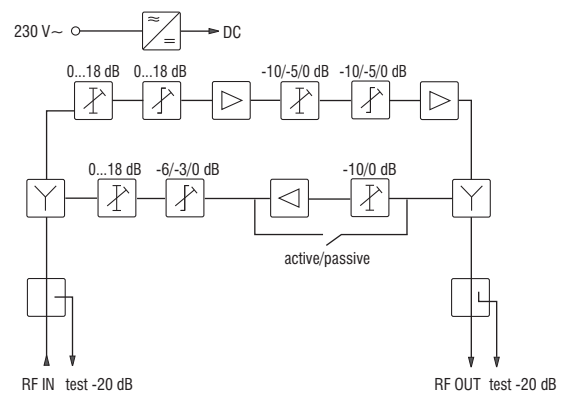 230 V~
DC
0...18 dB 0...18 dB -10/-5/0 dB -10/-5/0 dB
0...18 dB -6/-3/0 dB -10/0 dB
active/passive
RF IN test -20 dB RF OUT test -20 dB